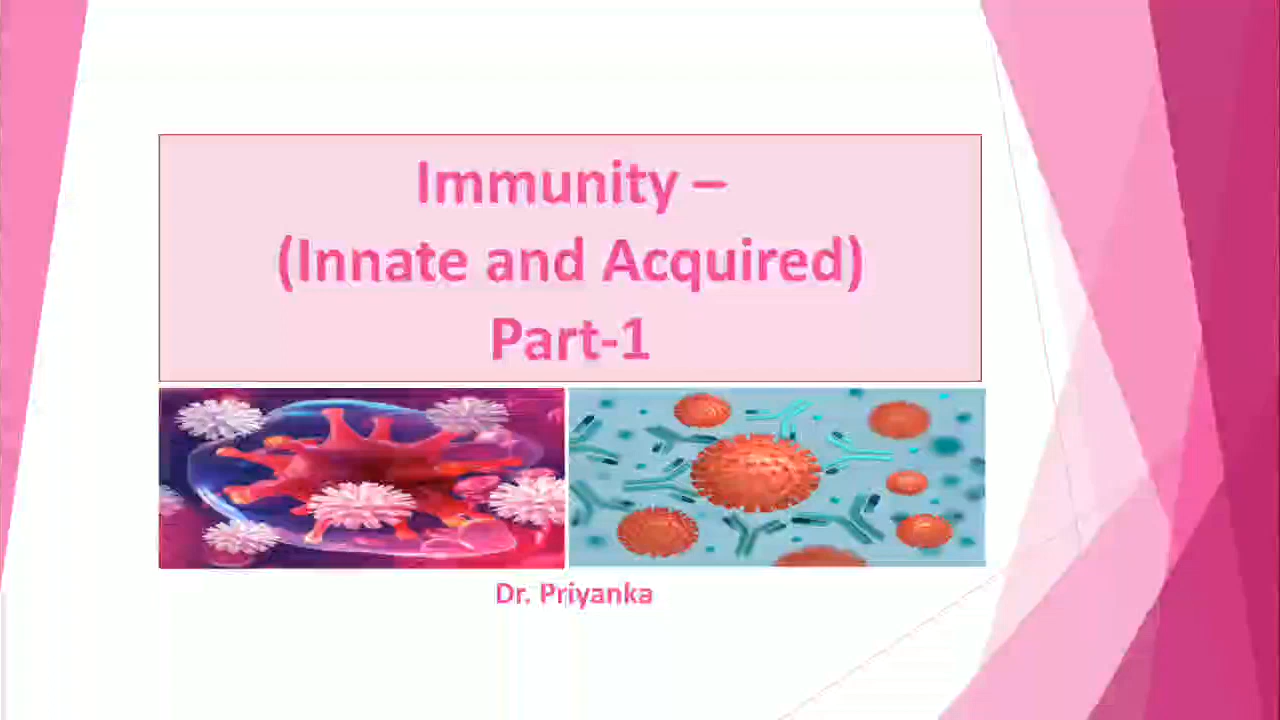 Immunity –
(Innate and Acquired)
Part-1
Dr. Priyanka